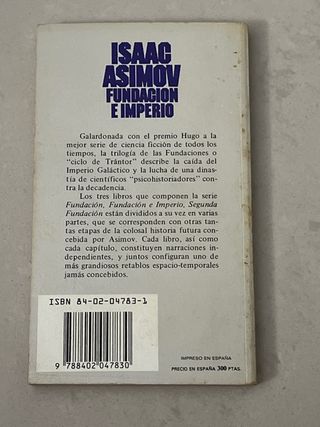 ISAAC
ASIMOV
FUNDACION
E IMPERIO
Galardonada con el premio Hugo a la
mejor serie de ciencia ficción de todos los
tiempos, la trilogía de las Fundaciones o
"ciclo de Trántor" describe la caída del
Imperio Galáctico y la lucha de una dinas-
tía de científicos "psicohistoriadores" con-
tra la decadencia.
Los tres libros que componen la serie
Fundación, Fundación e Imperio, Segunda
Fundación están divididos a su vez en varias
partes, que se corresponden con otras tan-
tas etapas de la colosal historia futura con-
cebida por Asimov. Cada libro, así como
cada capítulo, constituyen narraciones in-
dependientes, y juntos configuran uno de
los más grandiosos retablos espacio-temporales
jamás concebidos.
ISBN 84-02-04783-1
9 788402 047830
IMPRESO EN ESPAÑA
PRECIO EN ESPAÑA 300 PTAS.